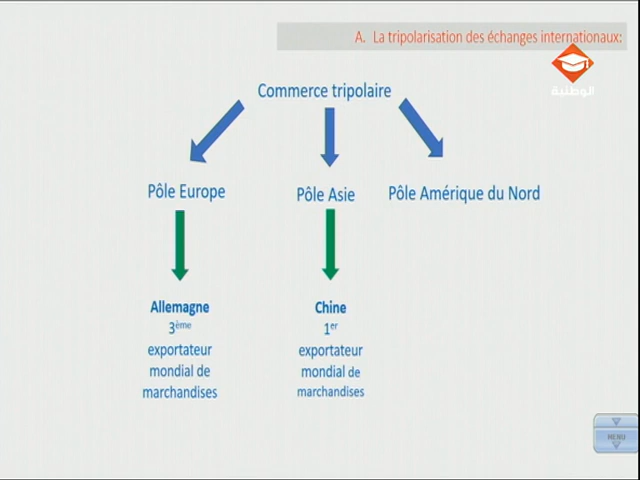 A. La tripolarisation des échanges internationaux:
الوطنية
Commerce tripolaire
Pôle Europe
Pôle Asie
Pôle Amérique du Nord
Allemagne
3ème
exportateur
mondial de
marchandises
Chine
1er
exportateur
mondial de
marchandises
MENU